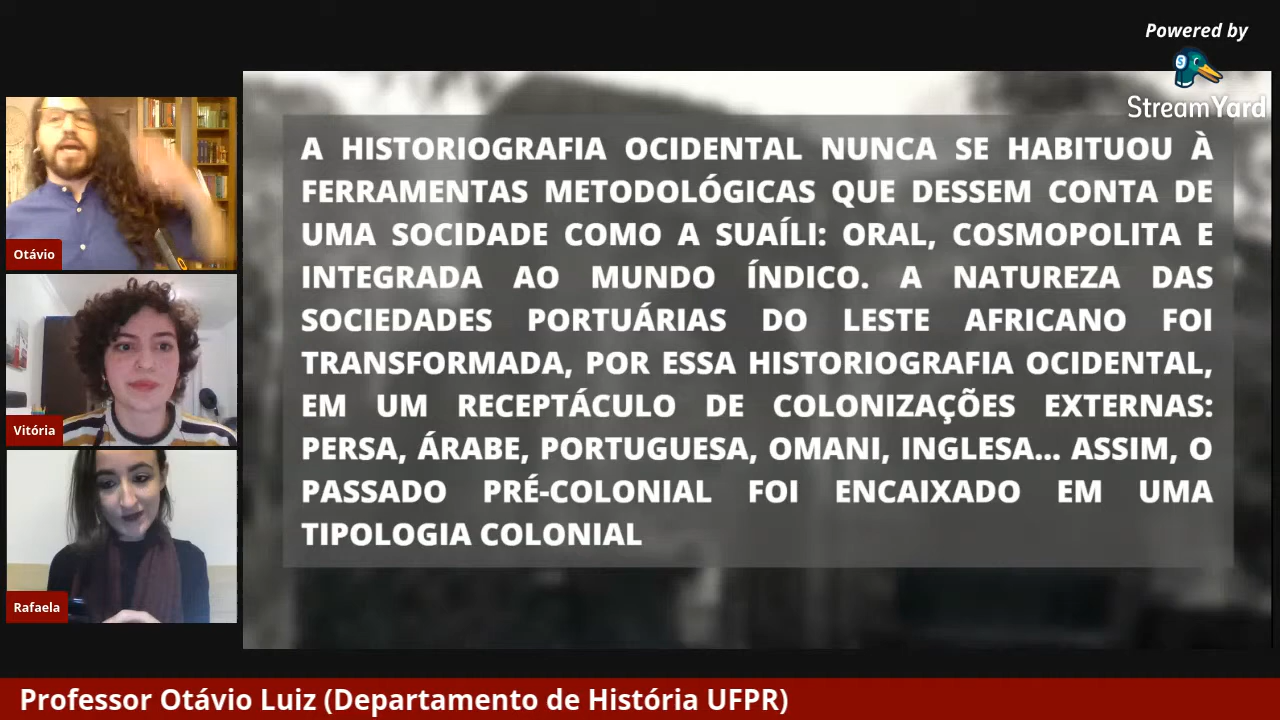 Powered by
StreamYard
A HISTORIOGRAFIA OCIDENTAL NUNCA SE HABITUOU À
FERRAMENTAS METODOLÓGICAS QUE DESSEM CONTA DE
UMA SOCIDADE COMO A SUAÍLI: ORAL, COSMOPOLITA E
INTEGRADA AO MUNDO ÍNDICO. A NATUREZA DAS
SOCIEDADES PORTUÁRIAS DO LESTE AFRICANO FOI
TRANSFORMADA, POR ESSA HISTORIOGRAFIA OCIDENTAL,
EM UM RECEPTÁCULO DE COLONIZAÇÕES EXTERNAS:
PERSA, ÁRABE, PORTUGUESA, OMANI, INGLESA... ASSIM, O
PASSADO PRÉ-COLONIAL FOI ENCAIXADO EM UMA
TIPOLOGIA COLONIAL
Otávio
Vitória
Rafaela
Professor Otávio Luiz (Departamento de História UFPR)